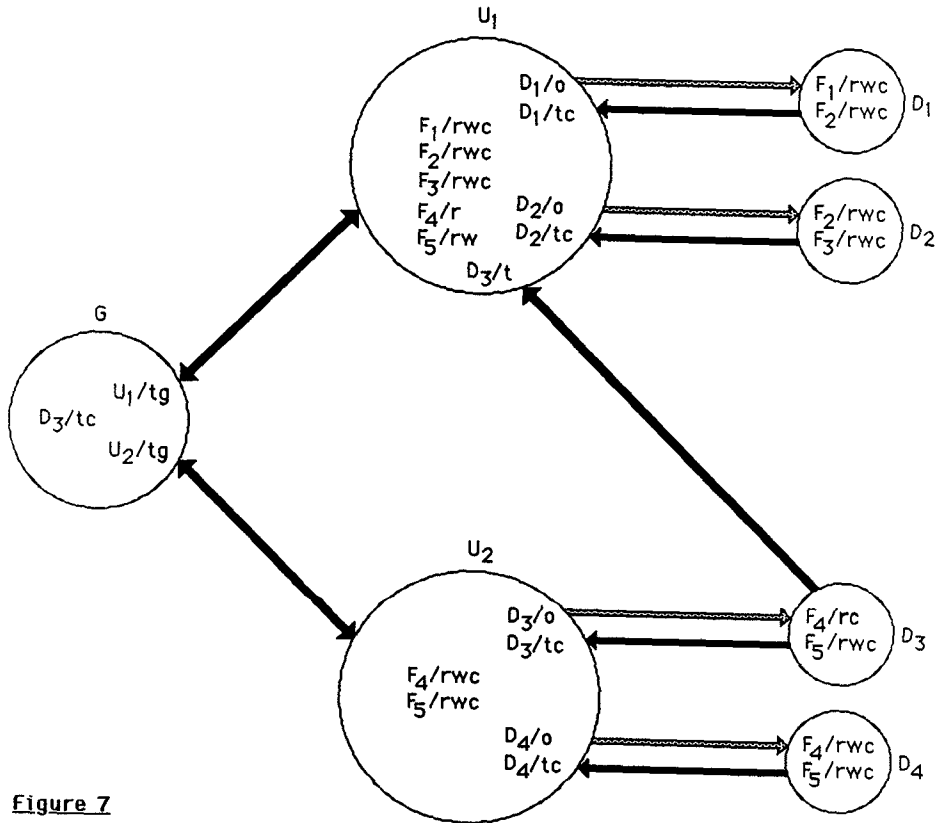 U1
D1/o
D1/tc
F1/rwc
F2/rwc
F3/rwc
F4/r
F5/rw
D2/o
D2/tc
D3/t
F1/rwc
F2/rwc
D1
F2/rwc
F3/rwc
D2
G
U1/tg
D3/tc
U2/tg
U2
D3/o
D3/tc
F4/rwc
F5/rwc
D4/o
D4/tc
F4/rc
F5/rwc
D3
F4/rwc
F5/rwc
D4
Figure 7